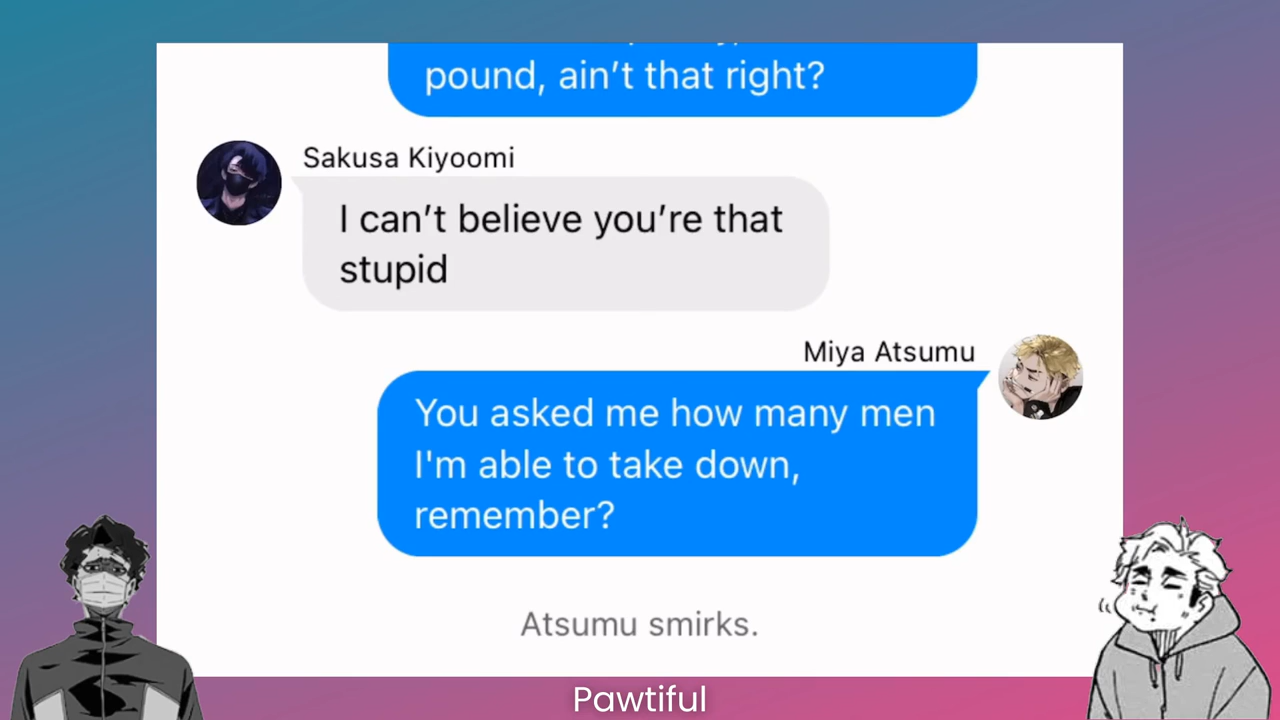 pound, ain’t that right?
Sakusa Kiyoomi
I can’t believe you’re that
stupid
Miya Atsumu
You asked me how many men
I'm able to take down,
remember?
Atsumu smirks.
Pawtiful